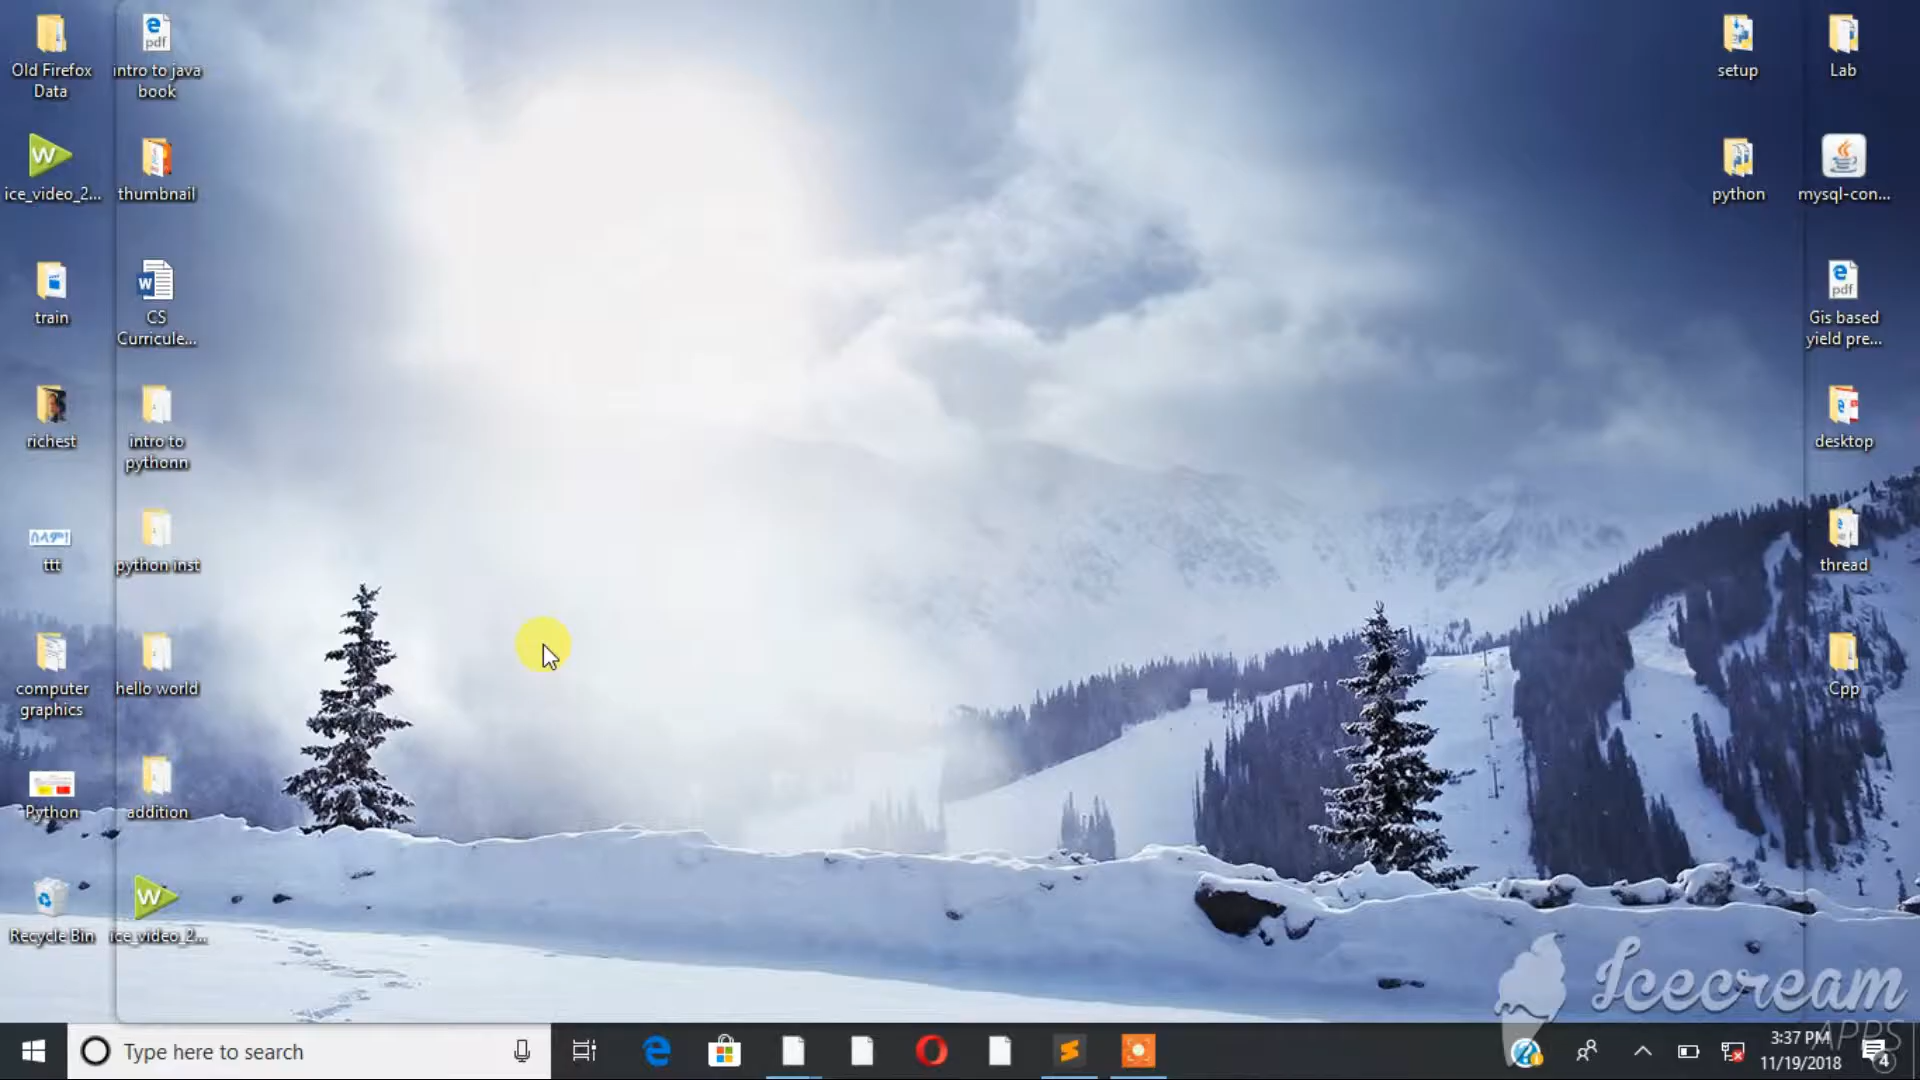 Old Firefox
Data
intro to java
book
ice_video_2...
thumbnail
train
CS
Curricule...
richest
intro to
pythonn
ሰላም!
ttt
python inst
computer
graphics
hello world
Python
addition
Recycle Bin
ice_video_2...
setup
Lab
python
mysql-con...
Gis based
yield pre...
desktop
thread
Cpp
Icecream
APPS
Type here to search
3:37 PM
11/19/2018
4